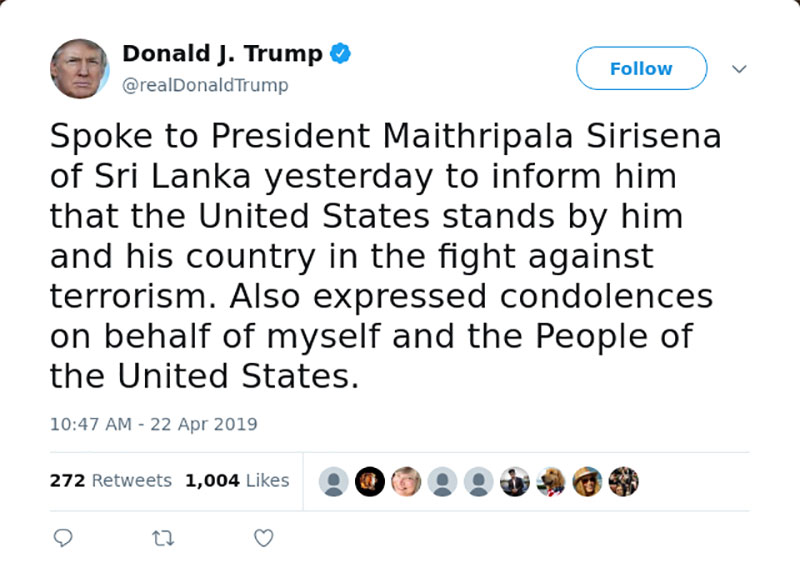 Donald J. Trump
@realDonaldTrump
Follow
Spoke to President Maithripala Sirisena
of Sri Lanka yesterday to inform him
that the United States stands by him
and his country in the fight against
terrorism. Also expressed condolences
on behalf of myself and the People of
the United States.
10:47 AM - 22 Apr 2019
272 Retweets 1,004 Likes